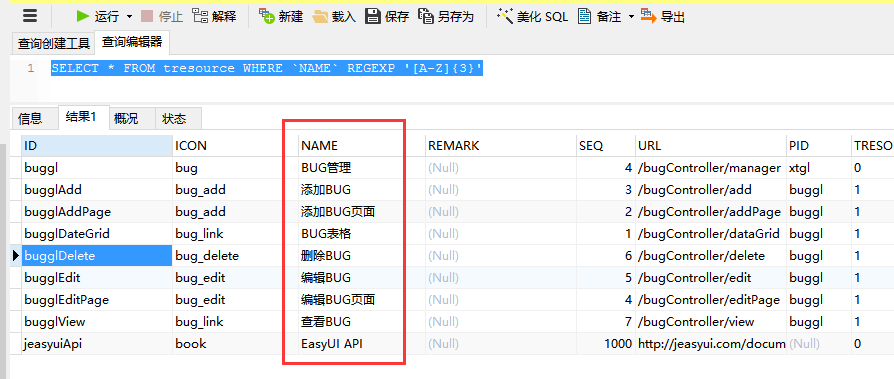 运行 停止 解释 新建 載入 保存 另存为 美化 SQL 备注 导出
查询创建工具 查询编辑器
1 SELECT * FROM tresource WHERE `NAME` REGEXP '[A-Z]{3}'
信息 结果1 概况 状态
ID ICON NAME REMARK SEQ URL PID TRESO
buggl bug BUG管理 (Null) 4 /bugController/manager xtgl 0
bugglAdd bug_add 添加BUG (Null) 3 /bugController/add buggl 1
bugglAddPage bug_add 添加BUG页面 (Null) 2 /bugController/addPage buggl 1
bugglDateGrid bug_link BUG表格 (Null) 1 /bugController/dataGrid buggl 1
bugglDelete bug_delete 删除BUG (Null) 6 /bugController/delete buggl 1
bugglEdit bug_edit 编辑BUG (Null) 5 /bugController/edit buggl 1
bugglEditPage bug_edit 编辑BUG页面 (Null) 4 /bugController/editPage buggl 1
bugglView bug_link 查看BUG (Null) 7 /bugController/view buggl 1
jeasyuiApi book EasyUI API (Null) 1000 http://jeasyui.com/docum (Null) 0